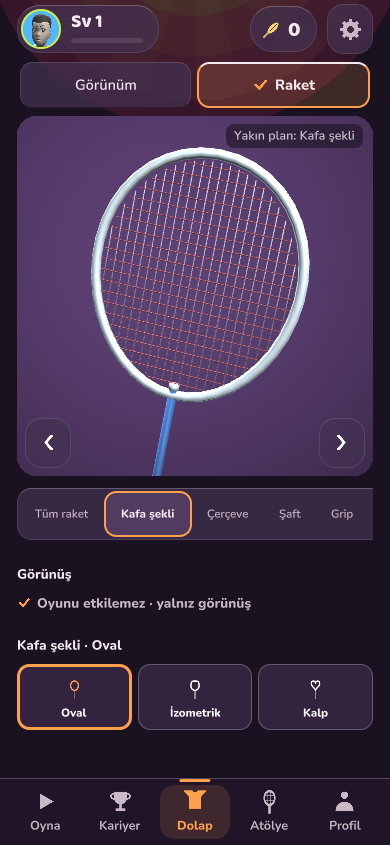 Sv 1
0
Görünüm
Raket
Yakın plan: Kafa şekli
Tüm raket
Kafa şekli
Çerçeve
Şaft
Grip
Görünüş
Oyunu etkilemez · yalnız görünüş
Kafa şekli · Oval
Oval
İzometrik
Kalp
Oyna
Kariyer
Dolap
Atölye
Profil